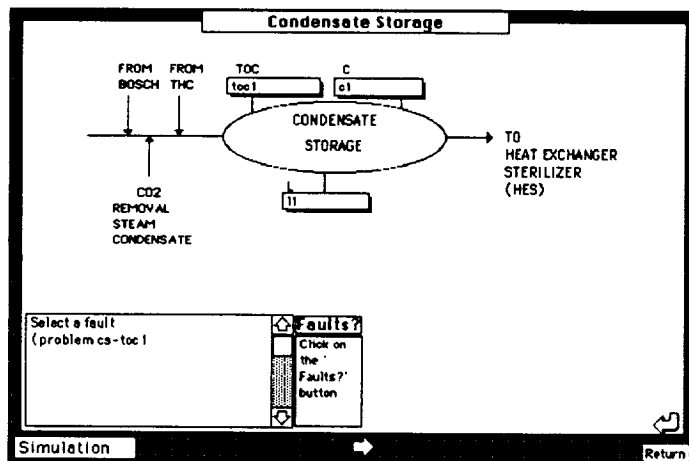 Condensate Storage
FROM
BOSCH
FROM
THC
TOC
toc1
C
c1
CONDENSATE
STORAGE
TO
HEAT EXCHANGER
STERILIZER
(HES)
L
l1
CO2
REMOVAL
STEAM
CONDENSATE
Select a fault
(problem cs-toc1
Faults?
Click on
the '
Faults?'
button
Simulation
Return